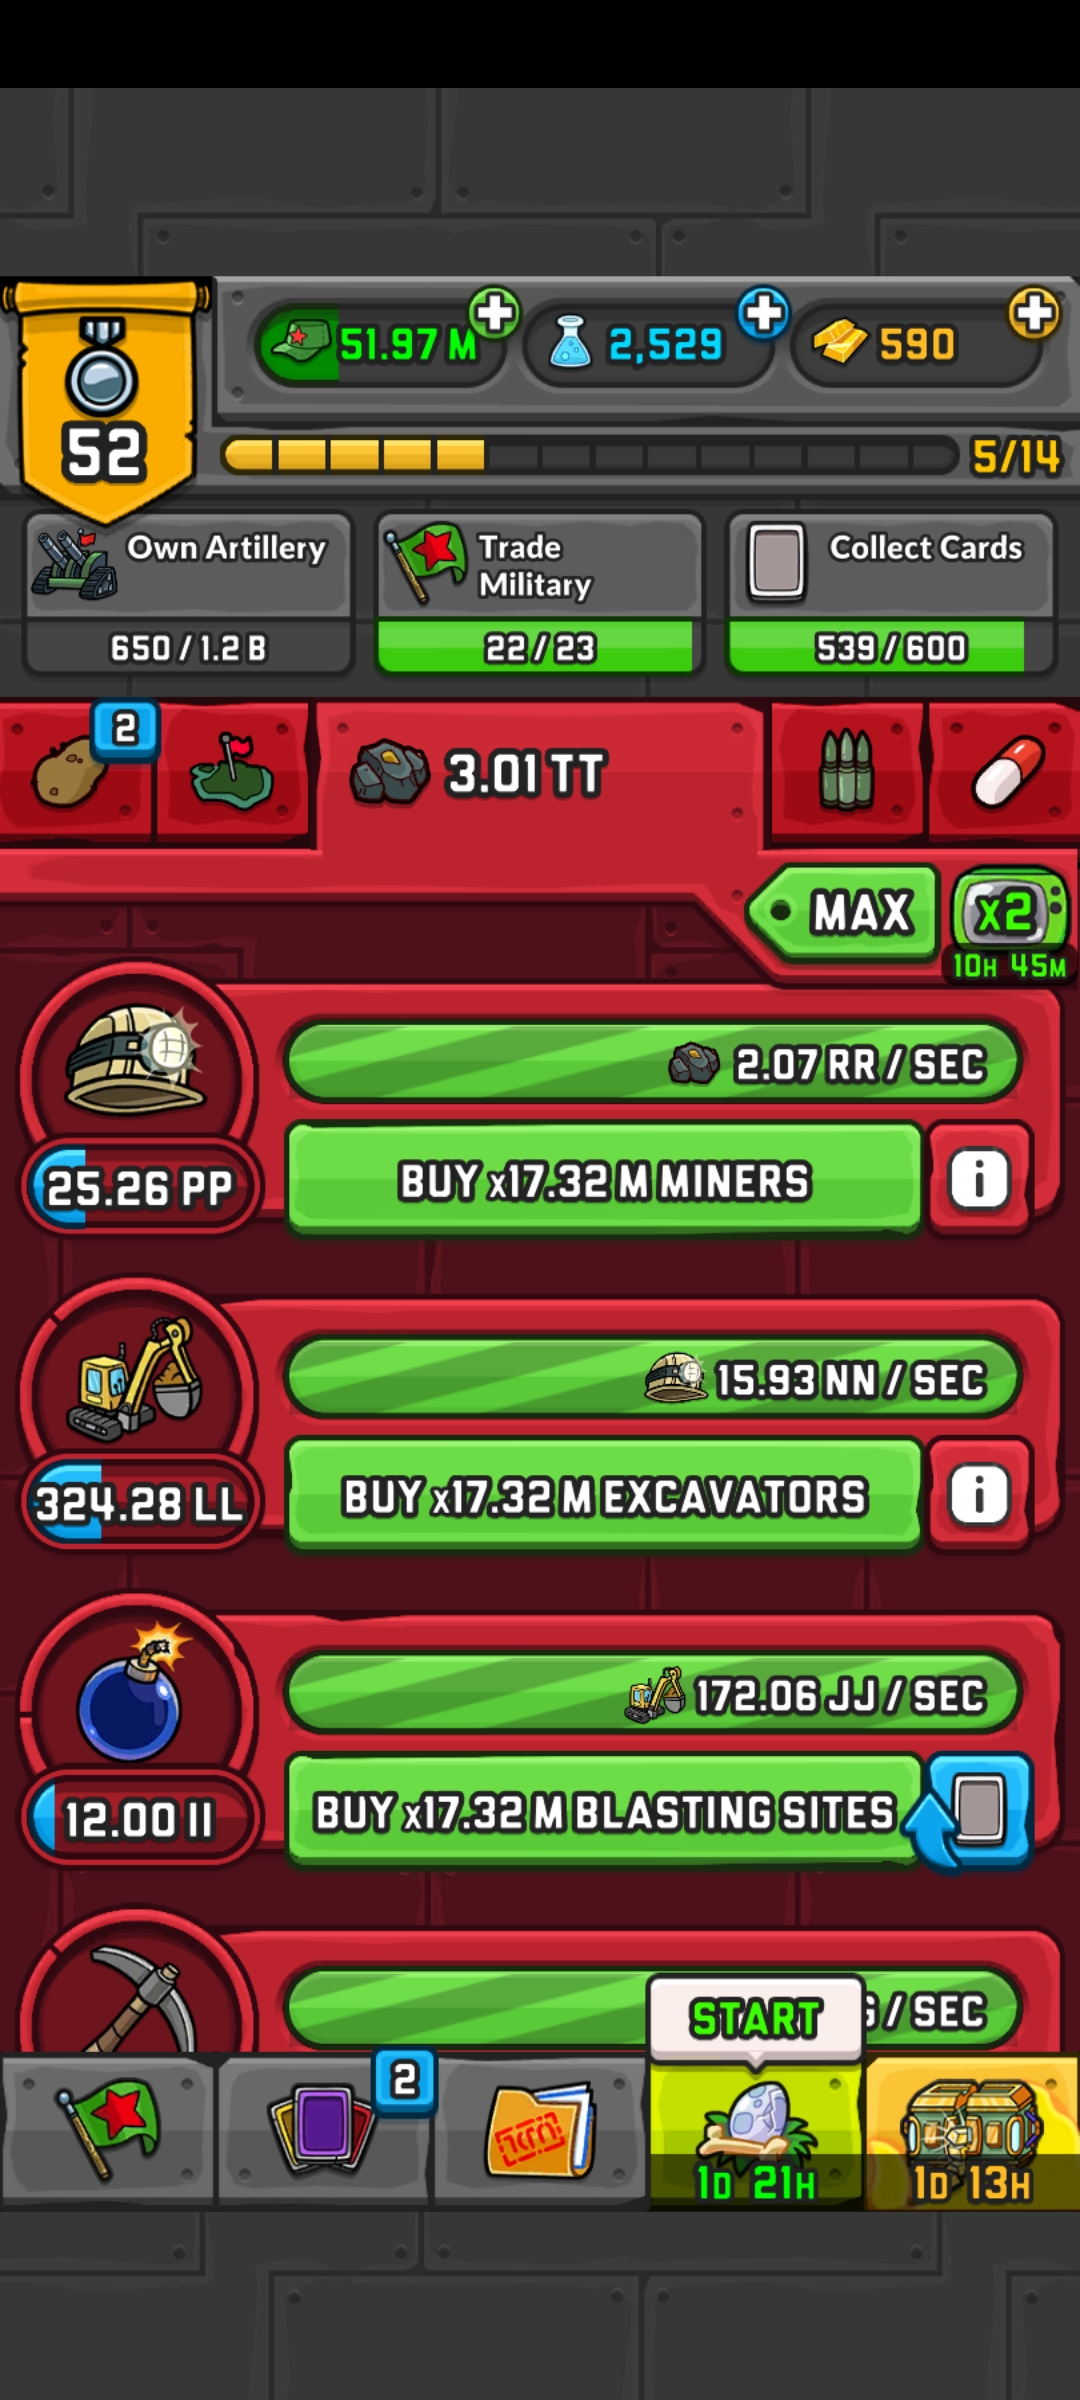 51.97 M
2,529
590
52
5/14
Own Artillery
650 / 1.2 B
Trade
Military
22 / 23
Collect Cards
539 / 600
2
3.01 TT
MAX
x2
10H 45M
2.07 RR / SEC
25.26 PP
BUY x17.32 M MINERS
i
15.93 NN / SEC
324.28 LL
BUY x17.32 M EXCAVATORS
i
172.06 JJ / SEC
12.00 II
BUY x17.32 M BLASTING SITES
/ SEC
START
2
1D 21H
1D 13H